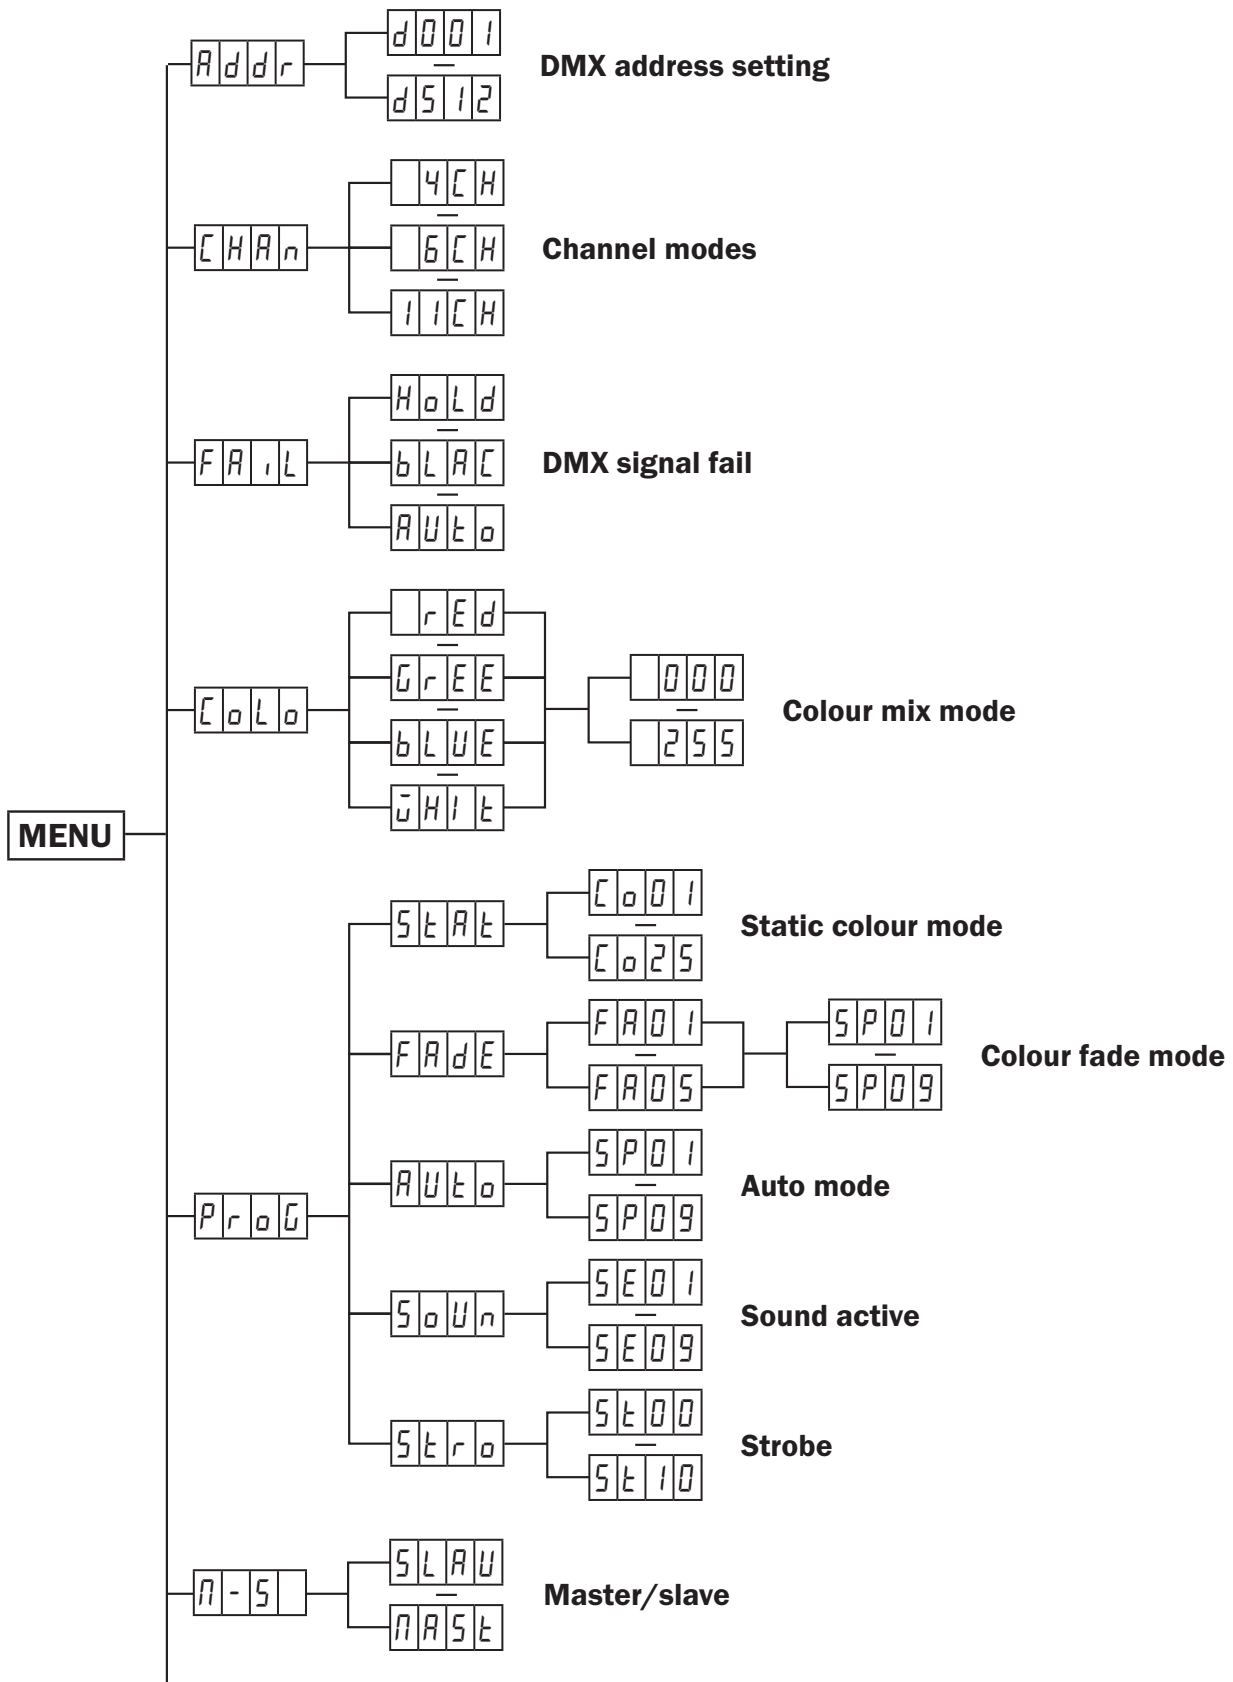 d001
Addr
DMX address setting
d512
4CH
CHAn
6CH
Channel modes
11CH
HoLd
FAiL
bLAC
DMX signal fail
AUto
rEd
GrEE
000
CoLo
Colour mix mode
bLUE
255
WHIt
MENU
Co01
StAt
Static colour mode
Co25
FA01
SP01
FAdE
Colour fade mode
FA05
SP09
SP01
AUto
Auto mode
SP09
ProG
SE01
SoUn
Sound active
SE09
St00
Stro
Strobe
St10
SLAU
M-S
Master/slave
MASt